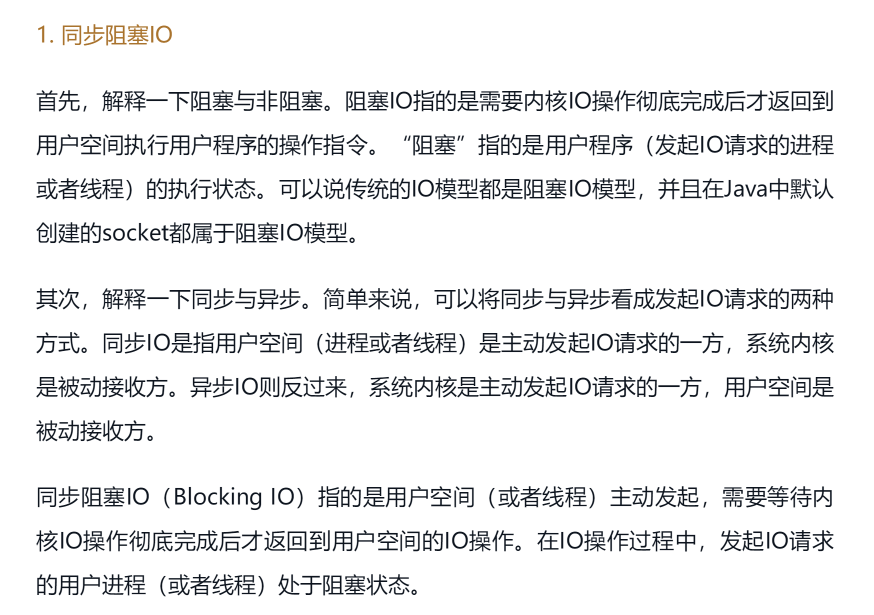 1. 同步阻塞IO
首先，解释一下阻塞与非阻塞。阻塞IO指的是需要内核IO操作彻底完成后才返回到
用户空间执行用户程序的操作指令。“阻塞”指的是用户程序（发起IO请求的进程
或者线程）的执行状态。可以说传统的IO模型都是阻塞IO模型，并且在Java中默认
创建的socket都属于阻塞IO模型。
其次，解释一下同步与异步。简单来说，可以将同步与异步看成发起IO请求的两种
方式。同步IO是指用户空间（进程或者线程）是主动发起IO请求的一方，系统内核
是被动接收方。异步IO则反过来，系统内核是主动发起IO请求的一方，用户空间是
被动接收方。
同步阻塞IO（Blocking IO）指的是用户空间（或者线程）主动发起，需要等待内
核IO操作彻底完成后才返回到用户空间的IO操作。在IO操作过程中，发起IO请求
的用户进程（或者线程）处于阻塞状态。